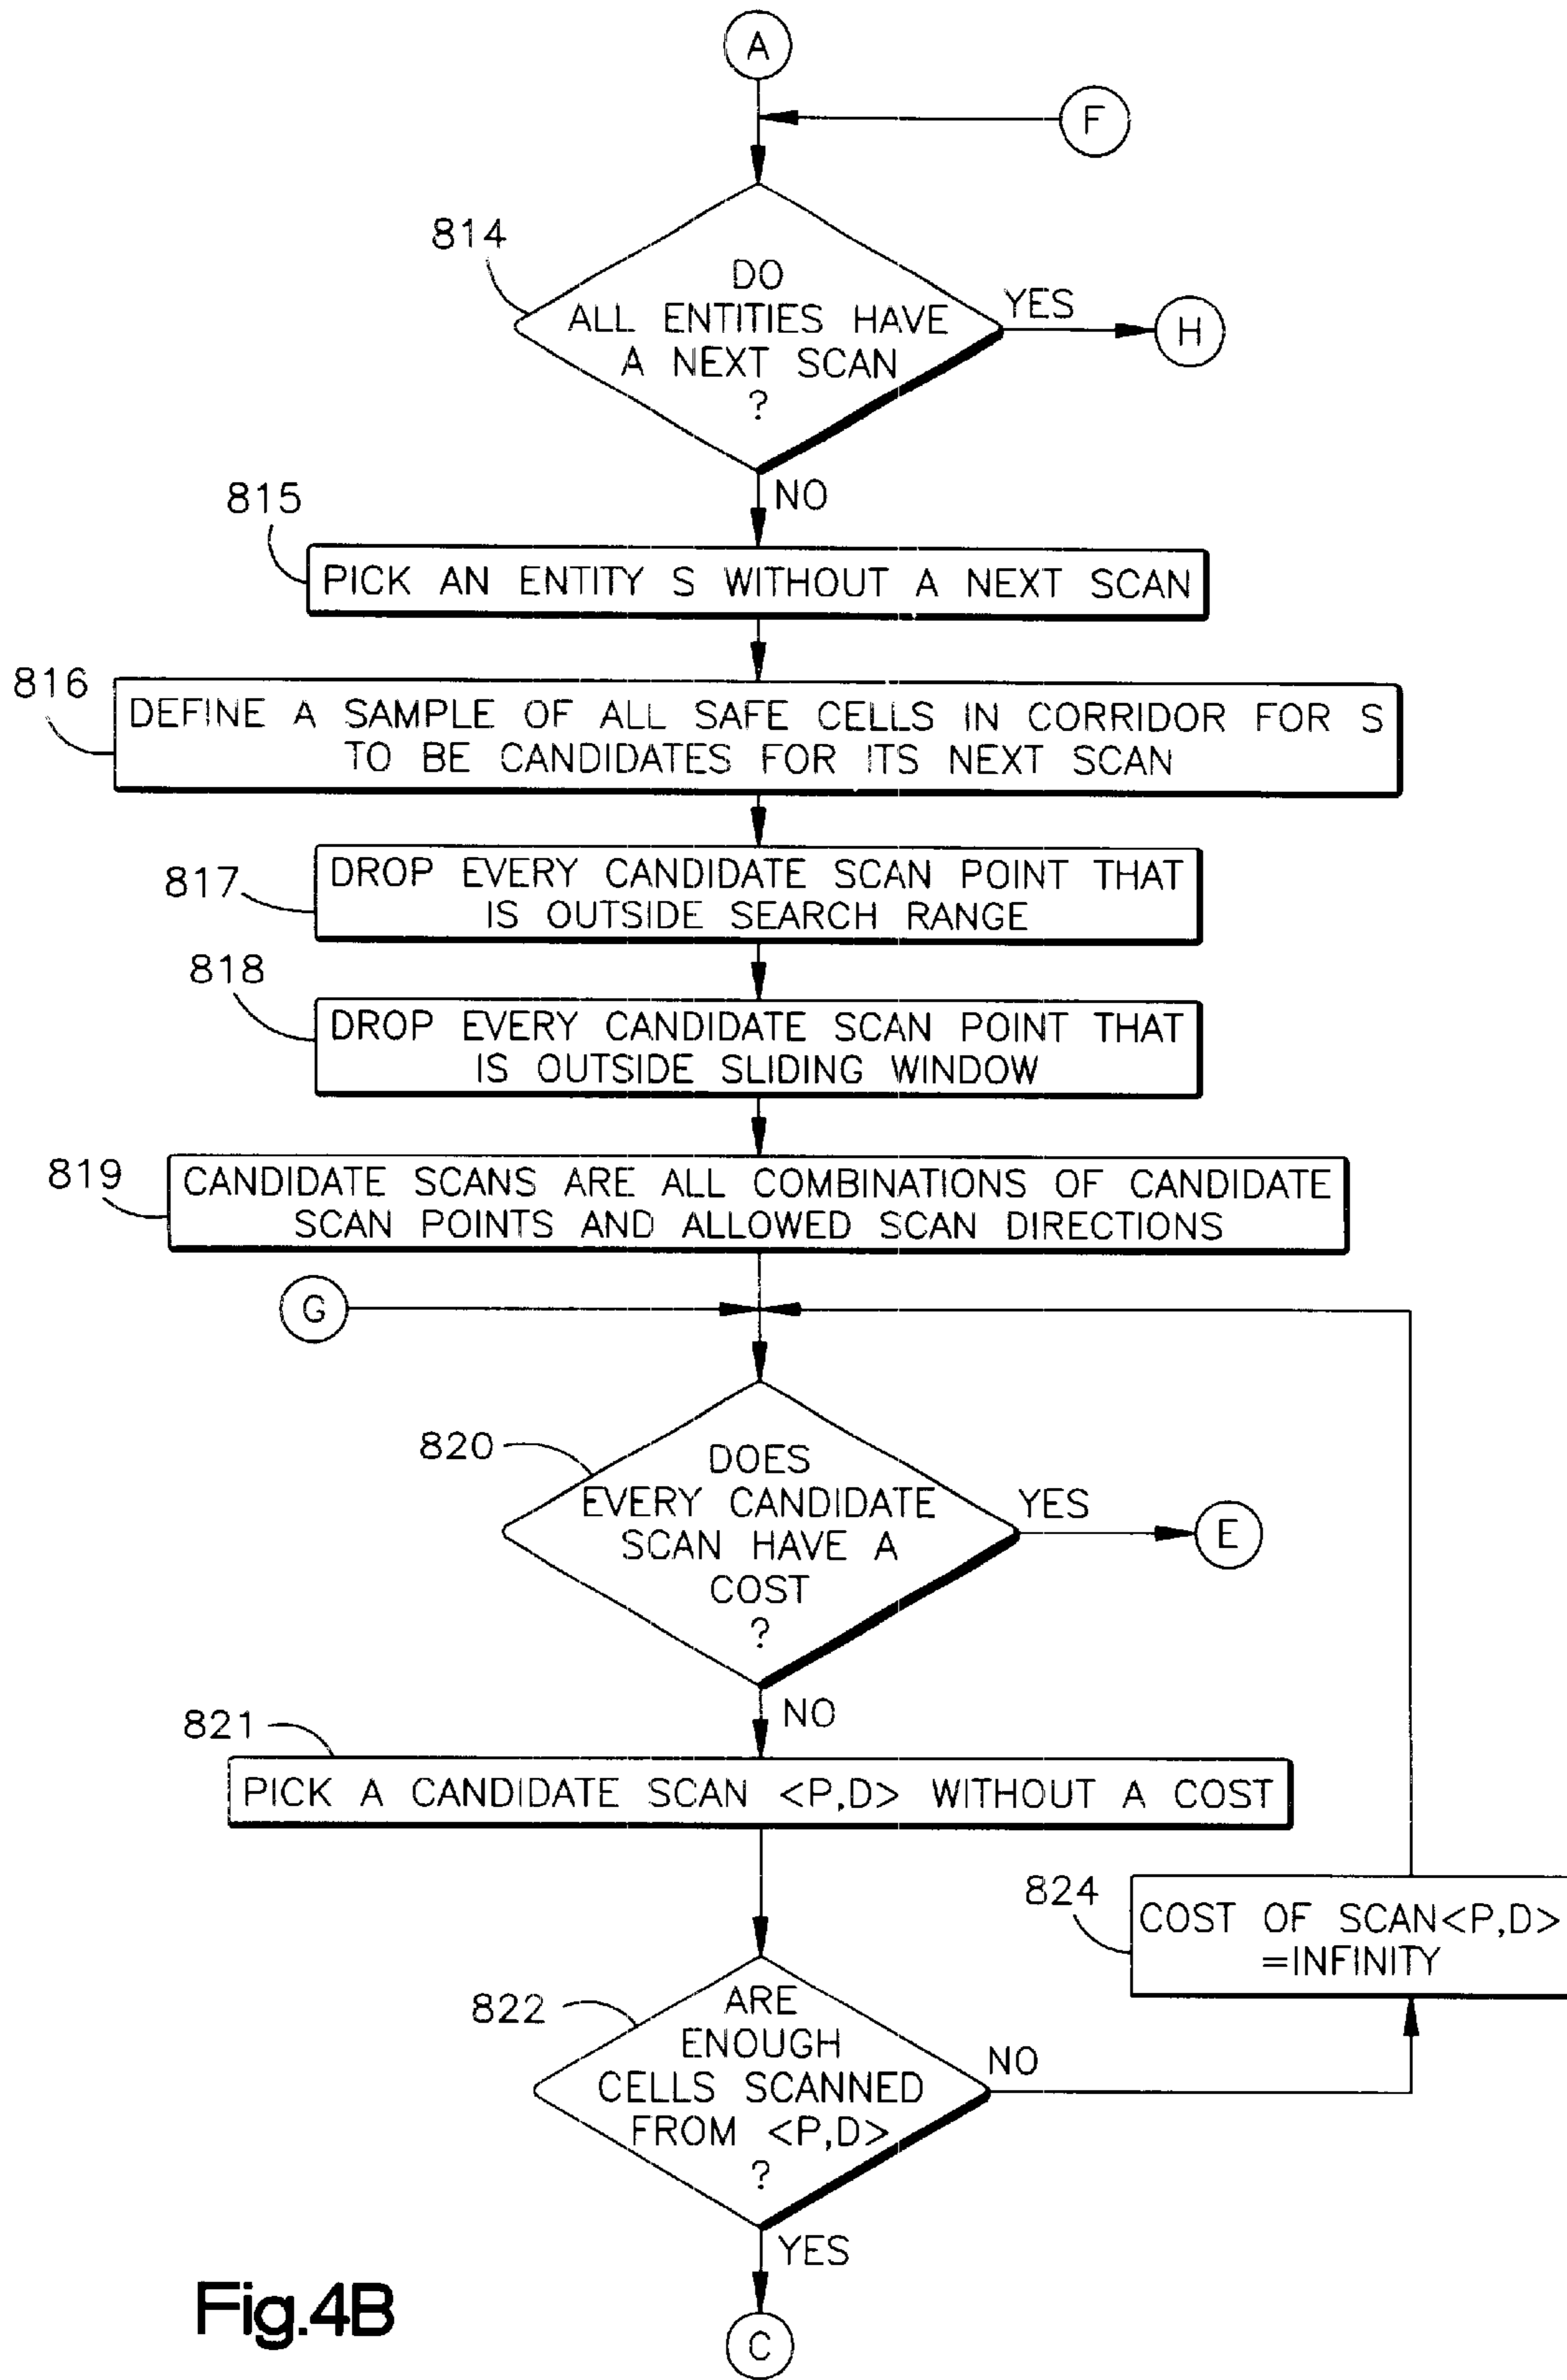 A
F
814
DO
ALL ENTITIES HAVE
A NEXT SCAN
?
YES
H
NO
815
PICK AN ENTITY S WITHOUT A NEXT SCAN
816
DEFINE A SAMPLE OF ALL SAFE CELLS IN CORRIDOR FOR S
TO BE CANDIDATES FOR ITS NEXT SCAN
817
DROP EVERY CANDIDATE SCAN POINT THAT
IS OUTSIDE SEARCH RANGE
818
DROP EVERY CANDIDATE SCAN POINT THAT
IS OUTSIDE SLIDING WINDOW
819
CANDIDATE SCANS ARE ALL COMBINATIONS OF CANDIDATE
SCAN POINTS AND ALLOWED SCAN DIRECTIONS
G
820
DOES
EVERY CANDIDATE
SCAN HAVE A
COST
?
YES
E
NO
821
PICK A CANDIDATE SCAN <P,D> WITHOUT A COST
824
COST OF SCAN<P,D>
=INFINITY
822
ARE
ENOUGH
CELLS SCANNED
FROM <P,D>
?
NO
YES
C
Fig.4B